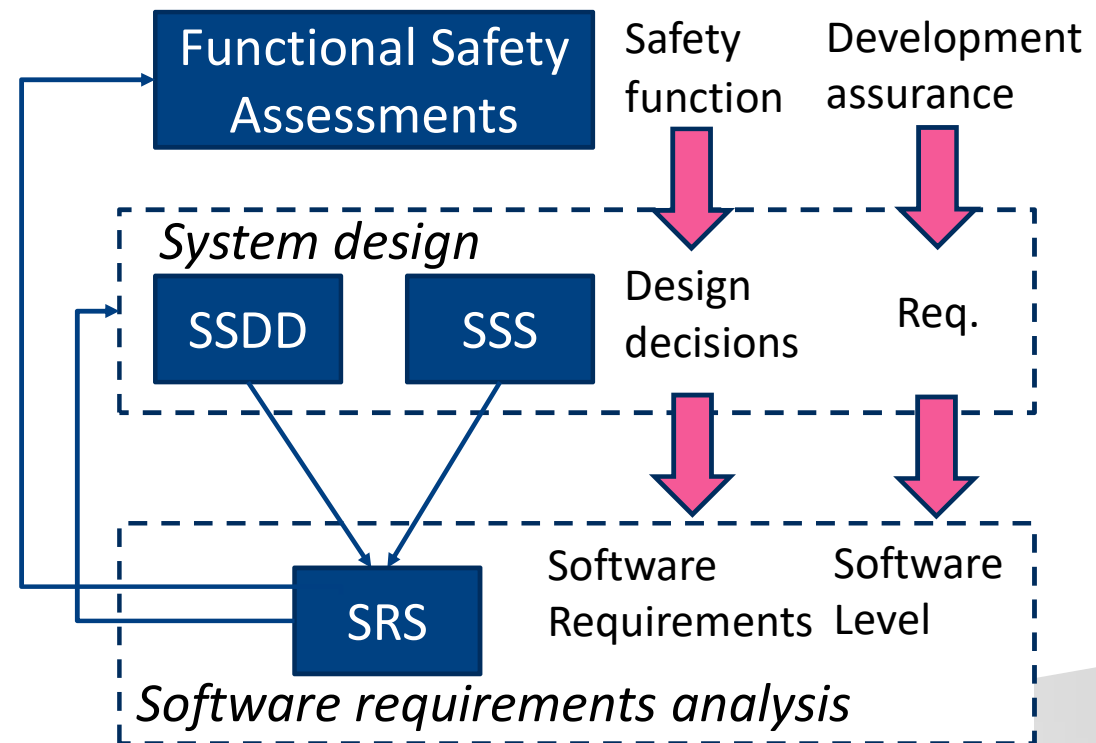 Functional Safety
Assessments
Safety
function
Development
assurance
System design
SSDD
SSS
Design
decisions
Req.
SRS
Software
Requirements
Software
Level
Software requirements analysis